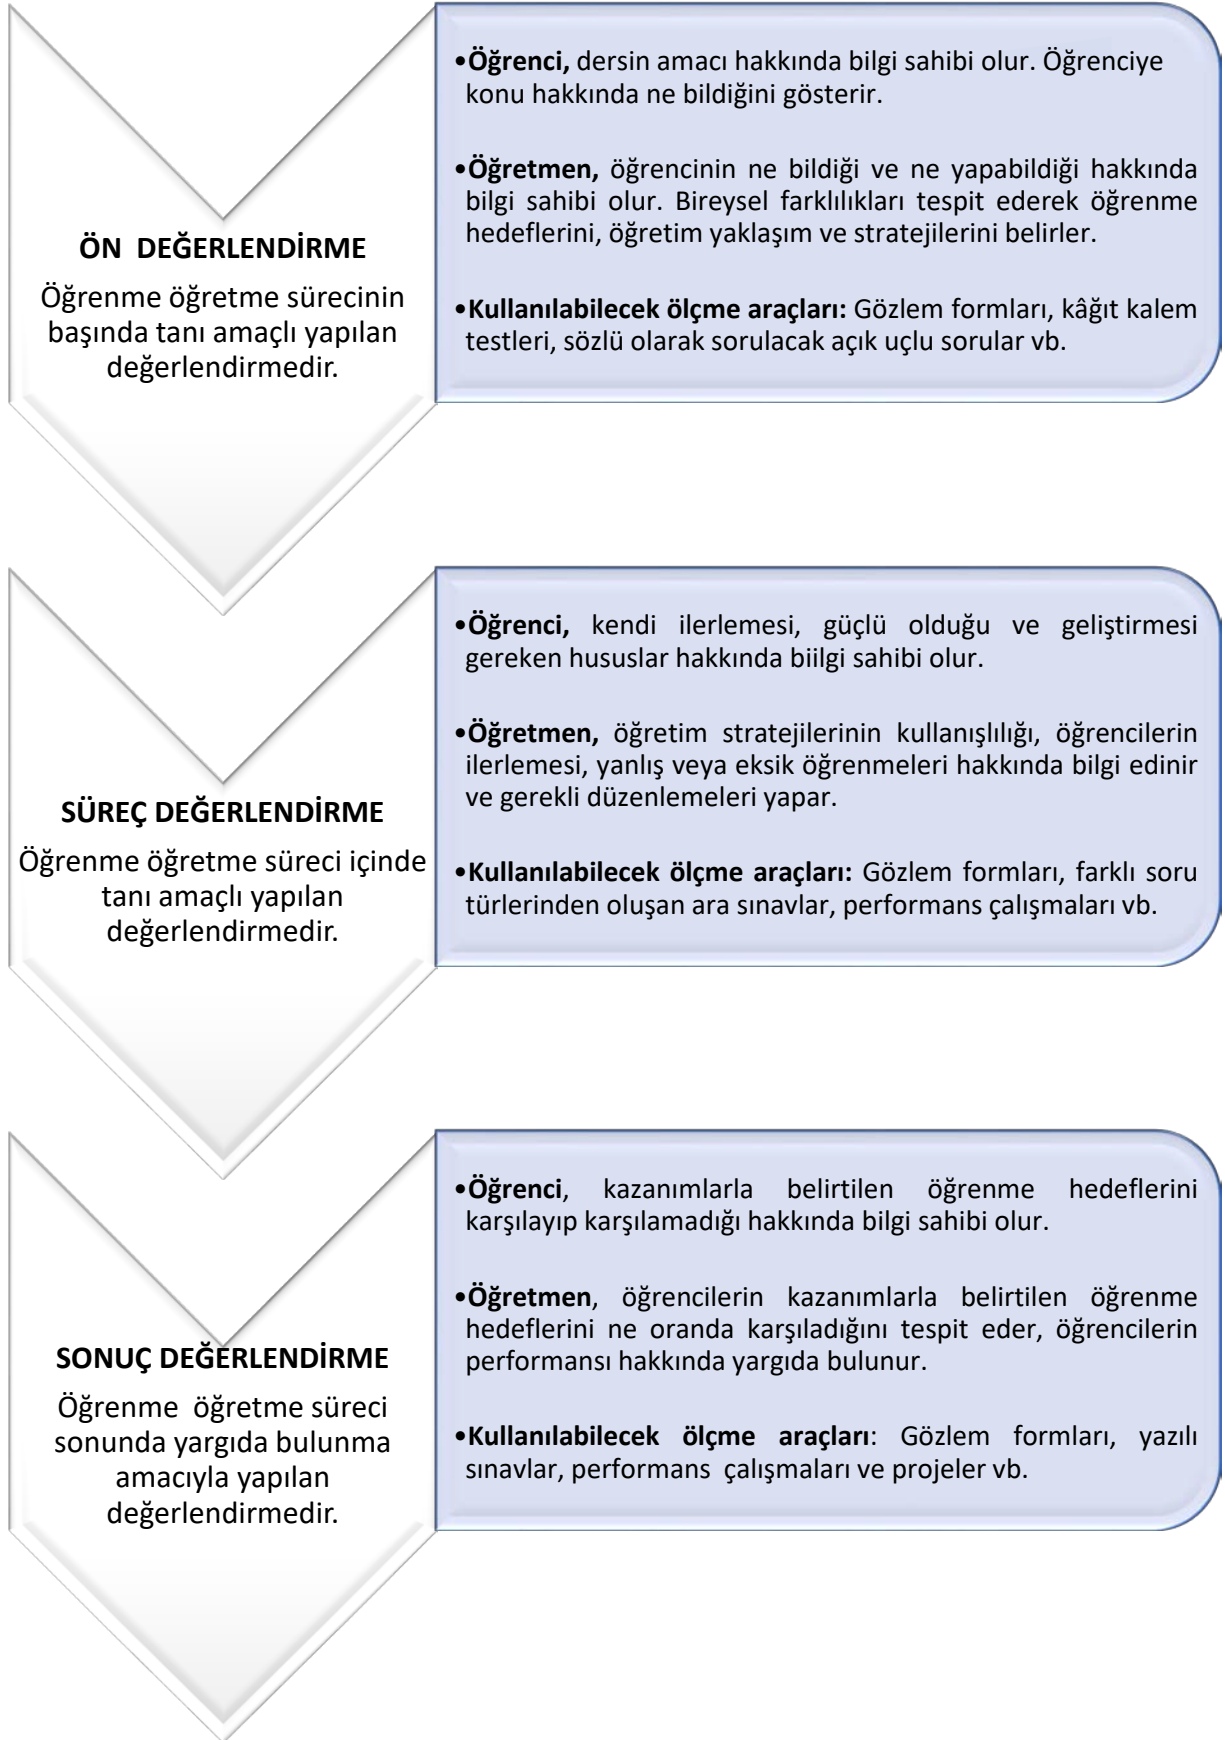 ÖN  DEĞERLENDİRME
Öğrenme öğretme sürecinin
başında tanı amaçlı yapılan
değerlendirmedir.
•Öğrenci, dersin amacı hakkında bilgi sahibi olur. Öğrenciye
konu hakkında ne bildiğini gösterir.
•Öğretmen, öğrencinin ne bildiği ve ne yapabildiği hakkında
bilgi sahibi olur. Bireysel farklılıkları tespit ederek öğrenme
hedeflerini, öğretim yaklaşım ve stratejilerini belirler.
•Kullanılabilecek ölçme araçları: Gözlem formları, kâğıt kalem
testleri, sözlü olarak sorulacak açık uçlu sorular vb.
SÜREÇ DEĞERLENDİRME
Öğrenme öğretme süreci içinde
tanı amaçlı yapılan
değerlendirmedir.
•Öğrenci, kendi ilerlemesi, güçlü olduğu ve geliştirmesi
gereken hususlar hakkında biilgi sahibi olur.
•Öğretmen, öğretim stratejilerinin kullanışlılığı, öğrencilerin
ilerlemesi, yanlış veya eksik öğrenmeleri hakkında bilgi edinir
ve gerekli düzenlemeleri yapar.
•Kullanılabilecek ölçme araçları: Gözlem formları, farklı soru
türlerinden oluşan ara sınavlar, performans çalışmaları vb.
SONUÇ DEĞERLENDİRME
Öğrenme  öğretme süreci
sonunda yargıda bulunma
amacıyla yapılan
değerlendirmedir.
•Öğrenci, kazanımlarla belirtilen öğrenme hedeflerini
karşılayıp karşılamadığı hakkında bilgi sahibi olur.
•Öğretmen, öğrencilerin kazanımlarla belirtilen öğrenme
hedeflerini ne oranda karşıladığını tespit eder, öğrencilerin
performansı hakkında yargıda bulunur.
•Kullanılabilecek ölçme araçları: Gözlem formları, yazılı
sınavlar, performans  çalışmaları ve projeler vb.